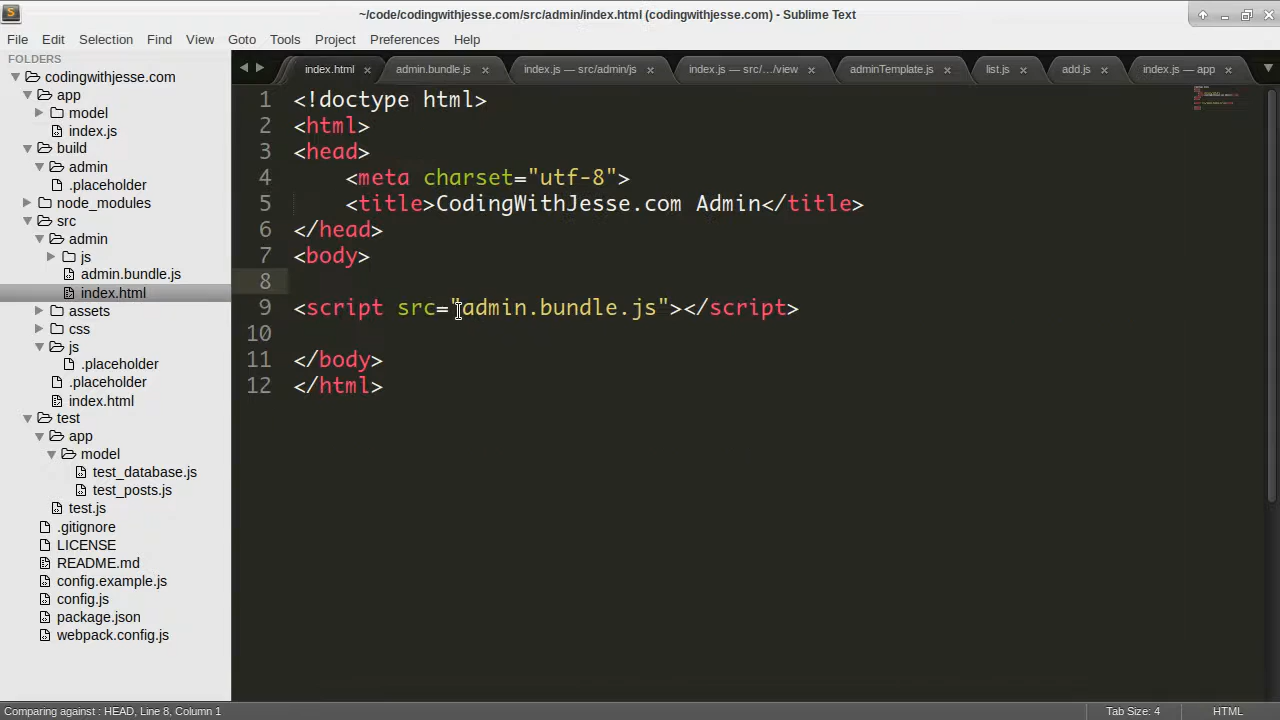 ~/code/codingwithjesse.com/src/admin/index.html (codingwithjesse.com) - Sublime Text
File Edit Selection Find View Goto Tools Project Preferences Help
FOLDERS
codingwithjesse.com
app
model
index.js
build
admin
.placeholder
node_modules
src
admin
js
admin.bundle.js
index.html
assets
css
js
.placeholder
.placeholder
index.html
test
app
model
test_database.js
test_posts.js
test.js
.gitignore
LICENSE
README.md
config.example.js
config.js
package.json
webpack.config.js
index.html admin.bundle.js index.js — src/admin/js index.js — src/.../view adminTemplate.js list.js add.js index.js — app
1 <!doctype html>
2 <html>
3 <head>
4 <meta charset="utf-8">
5 <title>CodingWithJesse.com Admin</title>
6 </head>
7 <body>
8
9 <script src="admin.bundle.js"></script>
10
11 </body>
12 </html>
Comparing against : HEAD, Line 8, Column 1 Tab Size: 4 HTML